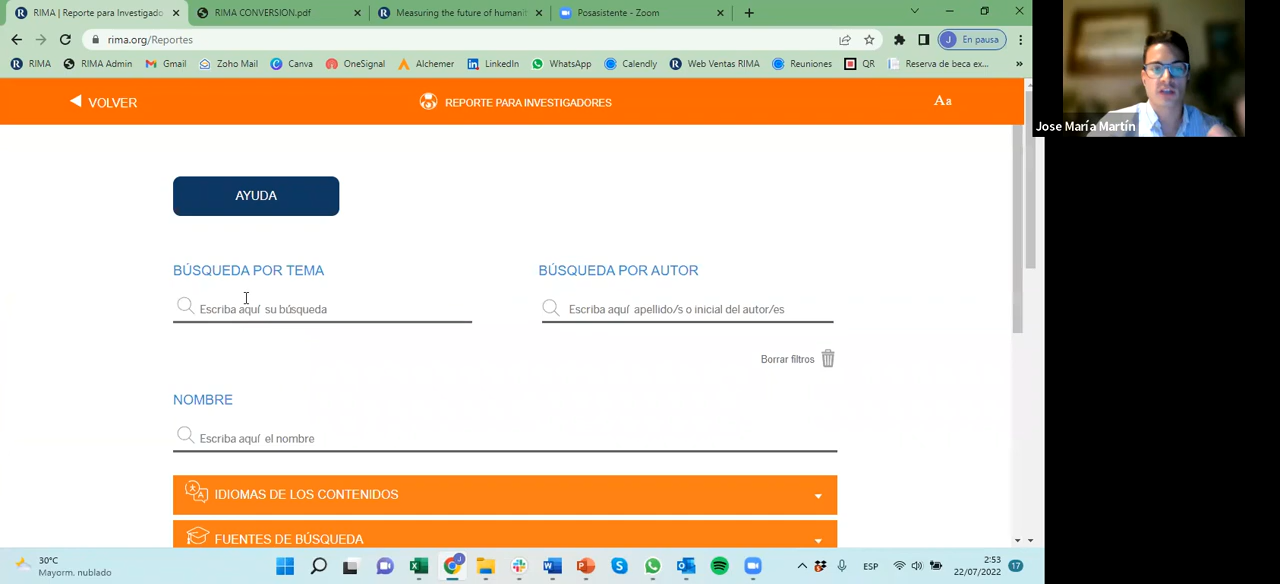 RIMA | Reporte para Investigado
RIMA CONVERSION.pdf
Measuring the future of humanit
Posasistente - Zoom
rima.org/Reportes
J
En pausa
RIMA
RIMA Admin
Gmail
Zoho Mail
Canva
OneSignal
Alchemer
LinkedIn
WhatsApp
Calendly
Web Ventas RIMA
Reuniones
QR
Reserva de beca ex...
»
VOLVER
REPORTE PARA INVESTIGADORES
Aa
Jose María Martín
AYUDA
BÚSQUEDA POR TEMA
BÚSQUEDA POR AUTOR
Escriba aquí su búsqueda
Escriba aquí apellido/s o inicial del autor/es
Borrar filtros
NOMBRE
Escriba aquí el nombre
IDIOMAS DE LOS CONTENIDOS
FUENTES DE BÚSQUEDA
30°C
Mayorm. nublado
ESP
2:53
22/07/2022
17